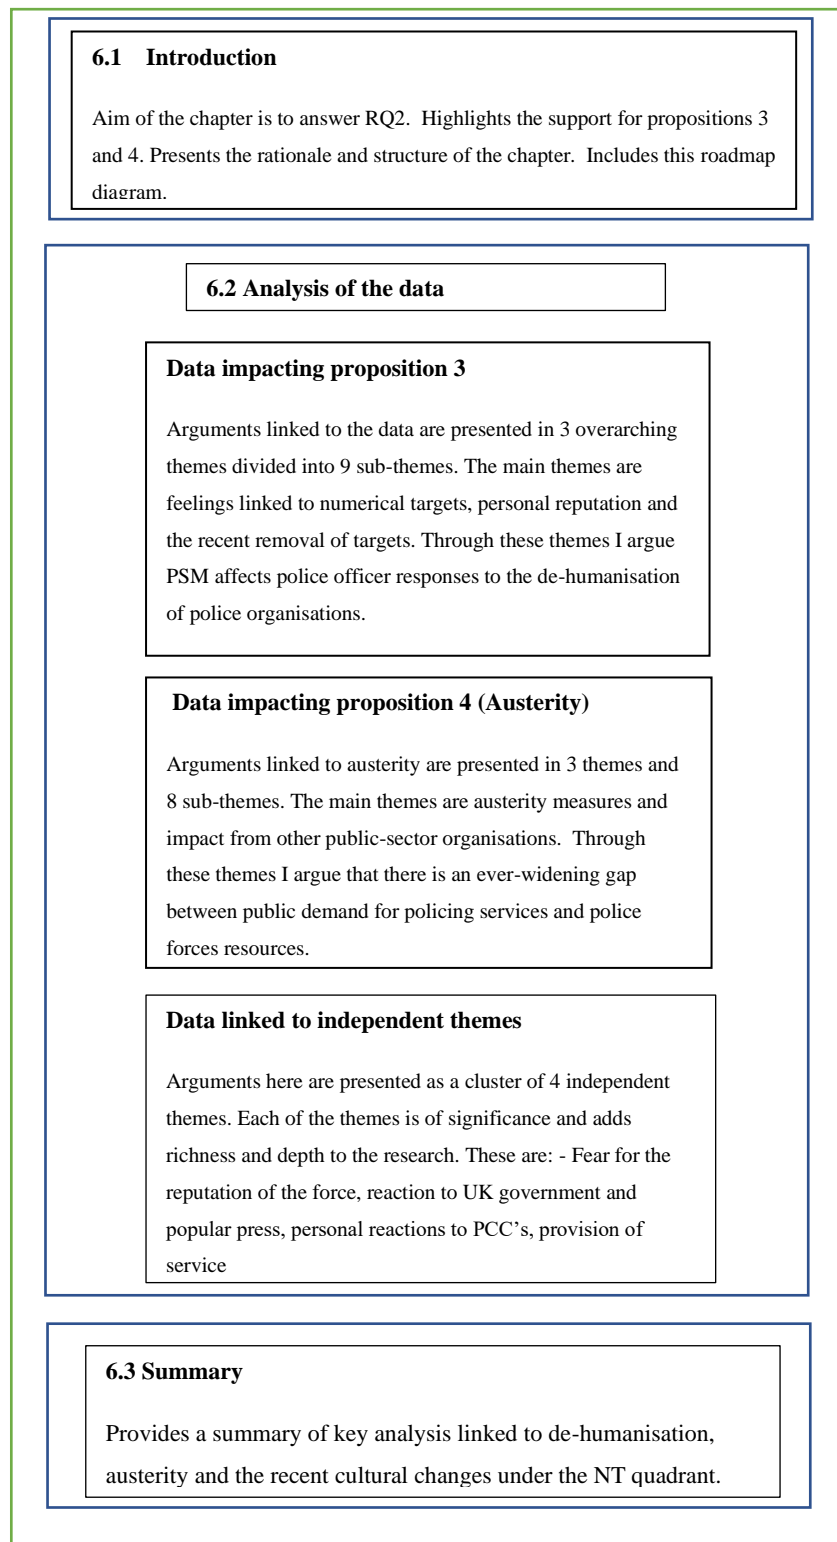 6.1 Introduction
Aim of the chapter is to answer RQ2. Highlights the support for propositions 3
and 4. Presents the rationale and structure of the chapter. Includes this roadmap
diagram.
6.2 Analysis of the data
Data impacting proposition 3
Arguments linked to the data are presented in 3 overarching
themes divided into 9 sub-themes. The main themes are
feelings linked to numerical targets, personal reputation and
the recent removal of targets. Through these themes I argue
PSM affects police officer responses to the de-humanisation
of police organisations.
Data impacting proposition 4 (Austerity)
Arguments linked to austerity are presented in 3 themes and
8 sub-themes. The main themes are austerity measures and
impact from other public-sector organisations. Through
these themes I argue that there is an ever-widening gap
between public demand for policing services and police
forces resources.
Data linked to independent themes
Arguments here are presented as a cluster of 4 independent
themes. Each of the themes is of significance and adds
richness and depth to the research. These are: - Fear for the
reputation of the force, reaction to UK government and
popular press, personal reactions to PCC's, provision of
service
6.3 Summary
Provides a summary of key analysis linked to de-humanisation,
austerity and the recent cultural changes under the NT quadrant.